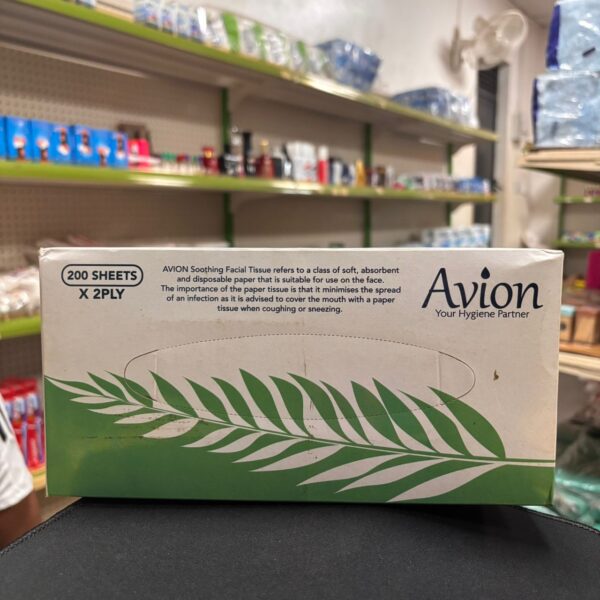 200 SHEETS
X 2PLY
AVION Soothing Facial Tissue refers to a class of soft, absorbent
and disposable paper that is suitable for use on the face.
The importance of the paper tissue is that it minimises the spread
of an infection as it is advised to cover the mouth with a paper
tissue when coughing or sneezing.
Avion
Your Hygiene Partner